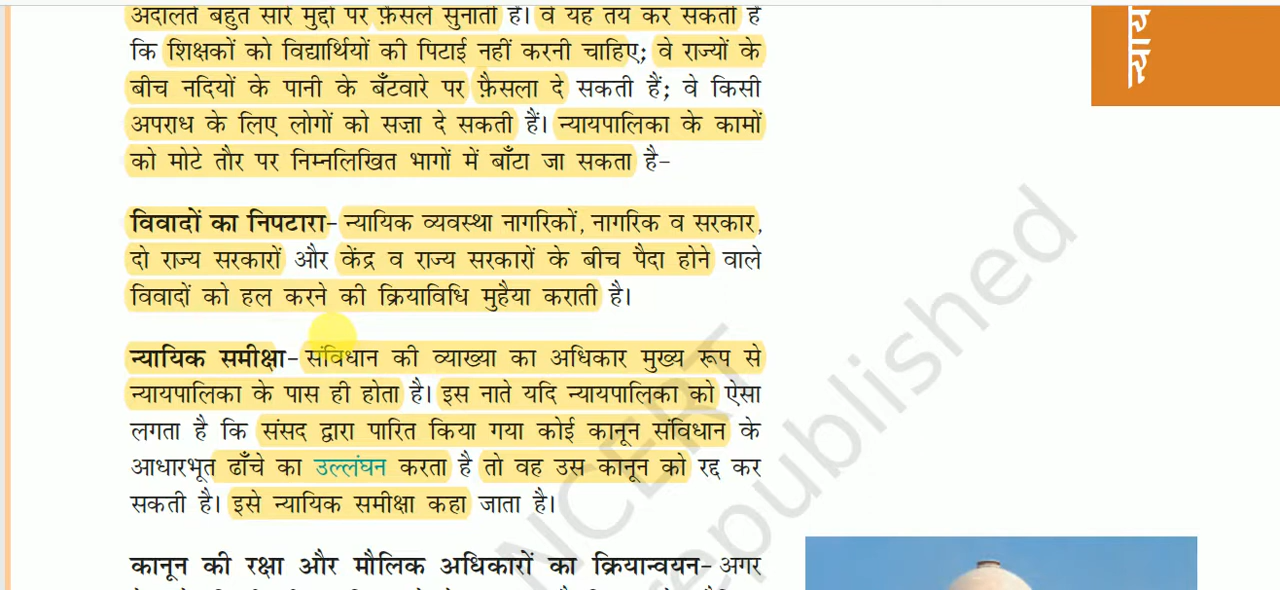 अदालतें बहुत सारे मुद्दों पर फ़ैसले सुनाती हैं। वे यह तय कर सकती हैं
कि शिक्षकों को विद्यार्थियों की पिटाई नहीं करनी चाहिए; वे राज्यों के
बीच नदियों के पानी के बँटवारे पर फ़ैसला दे सकती हैं; वे किसी
अपराध के लिए लोगों को सज़ा दे सकती हैं। न्यायपालिका के कामों
को मोटे तौर पर निम्नलिखित भागों में बाँटा जा सकता है–
विवादों का निपटारा– न्यायिक व्यवस्था नागरिकों, नागरिक व सरकार,
दो राज्य सरकारों और केंद्र व राज्य सरकारों के बीच पैदा होने वाले
विवादों को हल करने की क्रियाविधि मुहैया कराती है।
न्यायिक समीक्षा– संविधान की व्याख्या का अधिकार मुख्य रूप से
न्यायपालिका के पास ही होता है। इस नाते यदि न्यायपालिका को ऐसा
लगता है कि संसद द्वारा पारित किया गया कोई कानून संविधान के
आधारभूत ढाँचे का उल्लंघन करता है तो वह उस कानून को रद्द कर
सकती है। इसे न्यायिक समीक्षा कहा जाता है।
कानून की रक्षा और मौलिक अधिकारों का क्रियान्वयन– अगर
न्याय
NCERT
republished